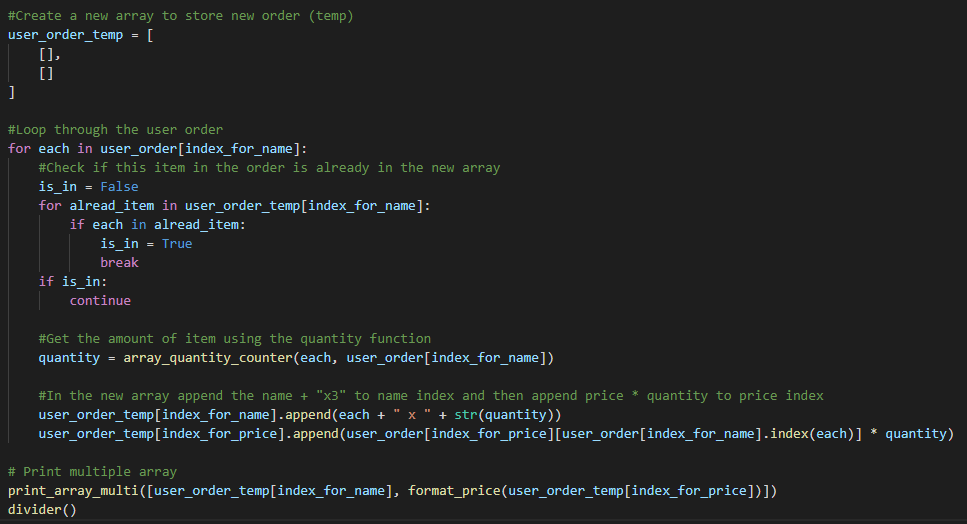 #Create a new array to store new order (temp)
user_order_temp = [
    [],
    []
]

#Loop through the user order
for each in user_order[index_for_name]:
    #Check if this item in the order is already in the new array
    is_in = False
    for alread_item in user_order_temp[index_for_name]:
        if each in alread_item:
            is_in = True
            break
    if is_in:
        continue

    #Get the amount of item using the quantity function
    quantity = array_quantity_counter(each, user_order[index_for_name])

    #In the new array append the name + "x3" to name index and then append price * quantity to price index
    user_order_temp[index_for_name].append(each + " x " + str(quantity))
    user_order_temp[index_for_price].append(user_order[index_for_price][user_order[index_for_name].index(each)] * quantity)

# Print multiple array
print_array_multi([user_order_temp[index_for_name], format_price(user_order_temp[index_for_price])])
divider()